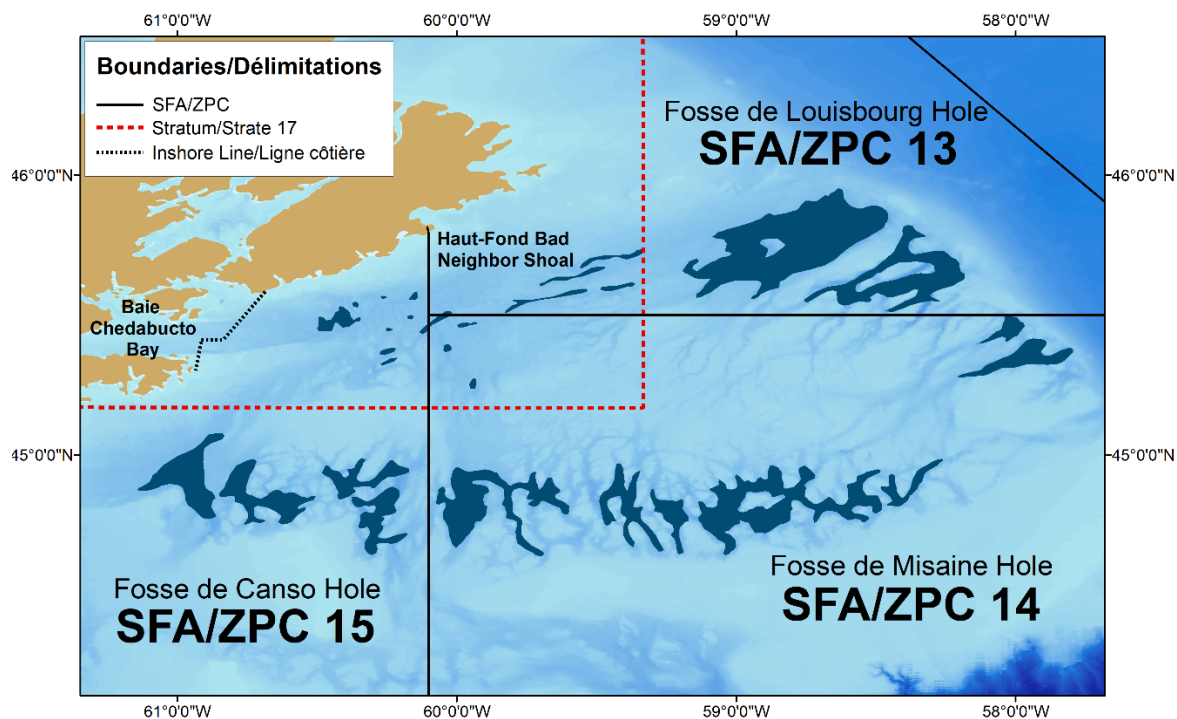 61°0'0"W
60°0'0"W
59°0'0"W
58°0'0"W
Boundaries/Délimitations
SFA/ZPC
Stratum/Strate 17
Inshore Line/Ligne côtière
Fosse de Louisbourg Hole
SFA/ZPC 13
46°0'0"N
46°0'0"N
Haut-Fond Bad
Neighbor Shoal
Baie
Chedabucto
Bay
45°0'0"N
45°0'0"N
Fosse de Canso Hole
SFA/ZPC 15
Fosse de Misaine Hole
SFA/ZPC 14
61°0'0"W
60°0'0"W
59°0'0"W
58°0'0"W